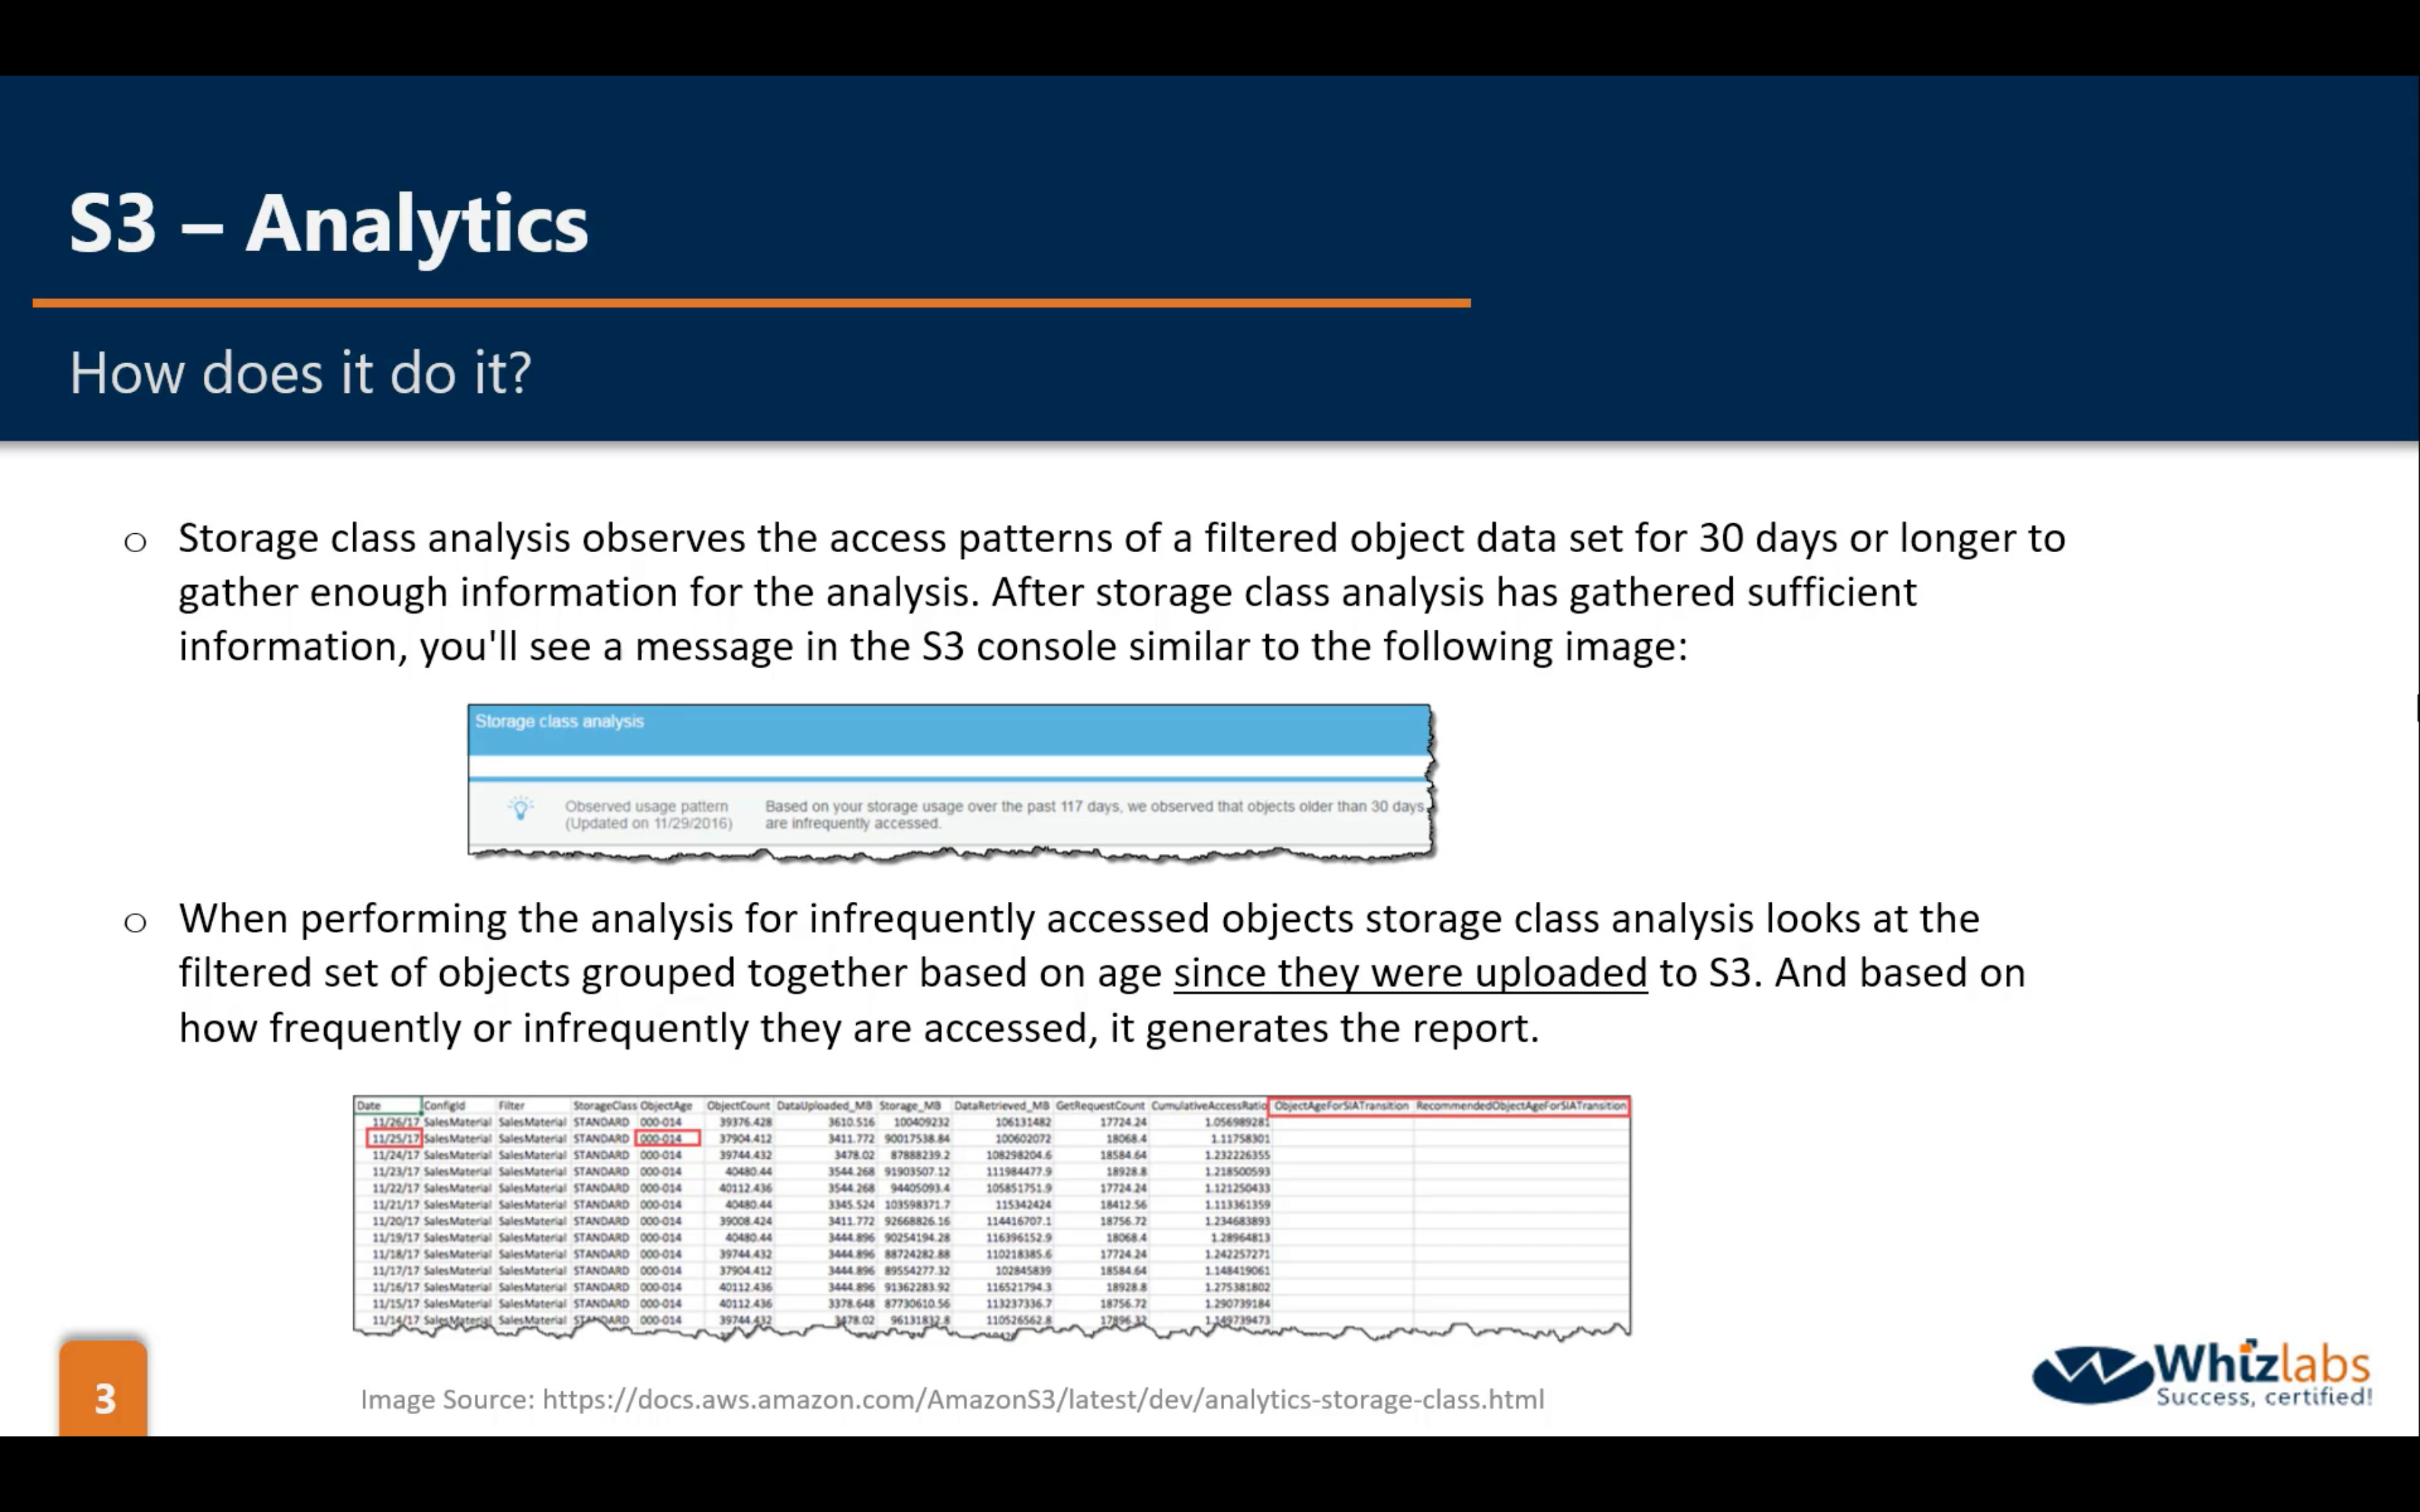 S3 – Analytics
How does it do it?
o Storage class analysis observes the access patterns of a filtered object data set for 30 days or longer to
gather enough information for the analysis. After storage class analysis has gathered sufficient
information, you'll see a message in the S3 console similar to the following image:
Storage class analysis
Observed usage pattern Based on your storage usage over the past 117 days, we observed that objects older than 30 days
(Updated on 11/29/2016) are infrequently accessed.
o When performing the analysis for infrequently accessed objects storage class analysis looks at the
filtered set of objects grouped together based on age since they were uploaded to S3. And based on
how frequently or infrequently they are accessed, it generates the report.
Date ConfigId Filter StorageClass ObjectAge ObjectCount DataUploaded_MB Storage_MB DataRetrieved_MB GetRequestCount CumulativeAccessRatio ObjectAgeForSIATransition RecommendedObjectAgeForSIATransition
11/26/17 SalesMaterial SalesMaterial STANDARD 000-014 39376.428 3610.516 100409232 106131482 17724.24 1.056989281
11/25/17 SalesMaterial SalesMaterial STANDARD 000-014 37904.412 3411.772 90017538.84 100602072 18068.4 1.11758301
11/24/17 SalesMaterial SalesMaterial STANDARD 000-014 39744.432 3478.02 87888239.2 108298204.6 18584.64 1.232226355
11/23/17 SalesMaterial SalesMaterial STANDARD 000-014 40480.44 3544.268 91903507.12 111984477.9 18928.8 1.218500593
11/22/17 SalesMaterial SalesMaterial STANDARD 000-014 40112.436 3544.268 94405093.4 105851751.9 17724.24 1.121250433
11/21/17 SalesMaterial SalesMaterial STANDARD 000-014 40480.44 3345.524 103598371.7 115342424 18412.56 1.113361359
11/20/17 SalesMaterial SalesMaterial STANDARD 000-014 39008.424 3411.772 92668826.16 114416707.1 18756.72 1.234683893
11/19/17 SalesMaterial SalesMaterial STANDARD 000-014 40480.44 3444.896 90254194.28 116396152.9 18068.4 1.28964813
11/18/17 SalesMaterial SalesMaterial STANDARD 000-014 39744.432 3444.896 88724282.88 110218385.6 17724.24 1.242257271
11/17/17 SalesMaterial SalesMaterial STANDARD 000-014 37904.412 3444.896 89554277.32 102845839 18584.64 1.148419061
11/16/17 SalesMaterial SalesMaterial STANDARD 000-014 40112.436 3444.896 91362283.92 116521794.3 18928.8 1.275381802
11/15/17 SalesMaterial SalesMaterial STANDARD 000-014 40112.436 3378.648 87730610.56 113237336.7 18756.72 1.290739184
11/14/17 SalesMaterial SalesMaterial STANDARD 000-014 39744.432 3478.02 96131832.8 110526562.8 17896.32 1.149739473
Image Source: https://docs.aws.amazon.com/AmazonS3/latest/dev/analytics-storage-class.html
3
Whizlabs
Success, certified!